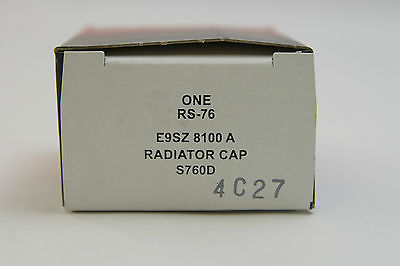 ONE
RS-76
E9SZ 8100 A
RADIATOR CAP
S760D
4C27